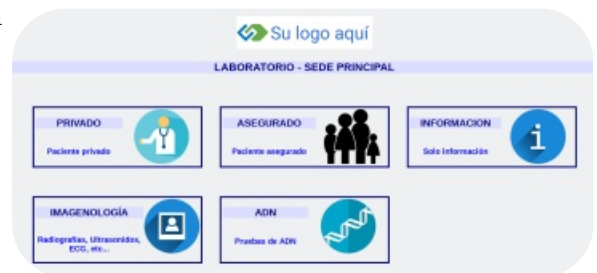 Su logo aquí
LABORATORIO - SEDE PRINCIPAL
PRIVADO
Paciente privado
ASEGURADO
Paciente asegurado
INFORMACION
Solo información
i
IMAGENOLOGÍA
Radiografías, Ultrasonidos,
ECG, etc...
ADN
Pruebas de ADN